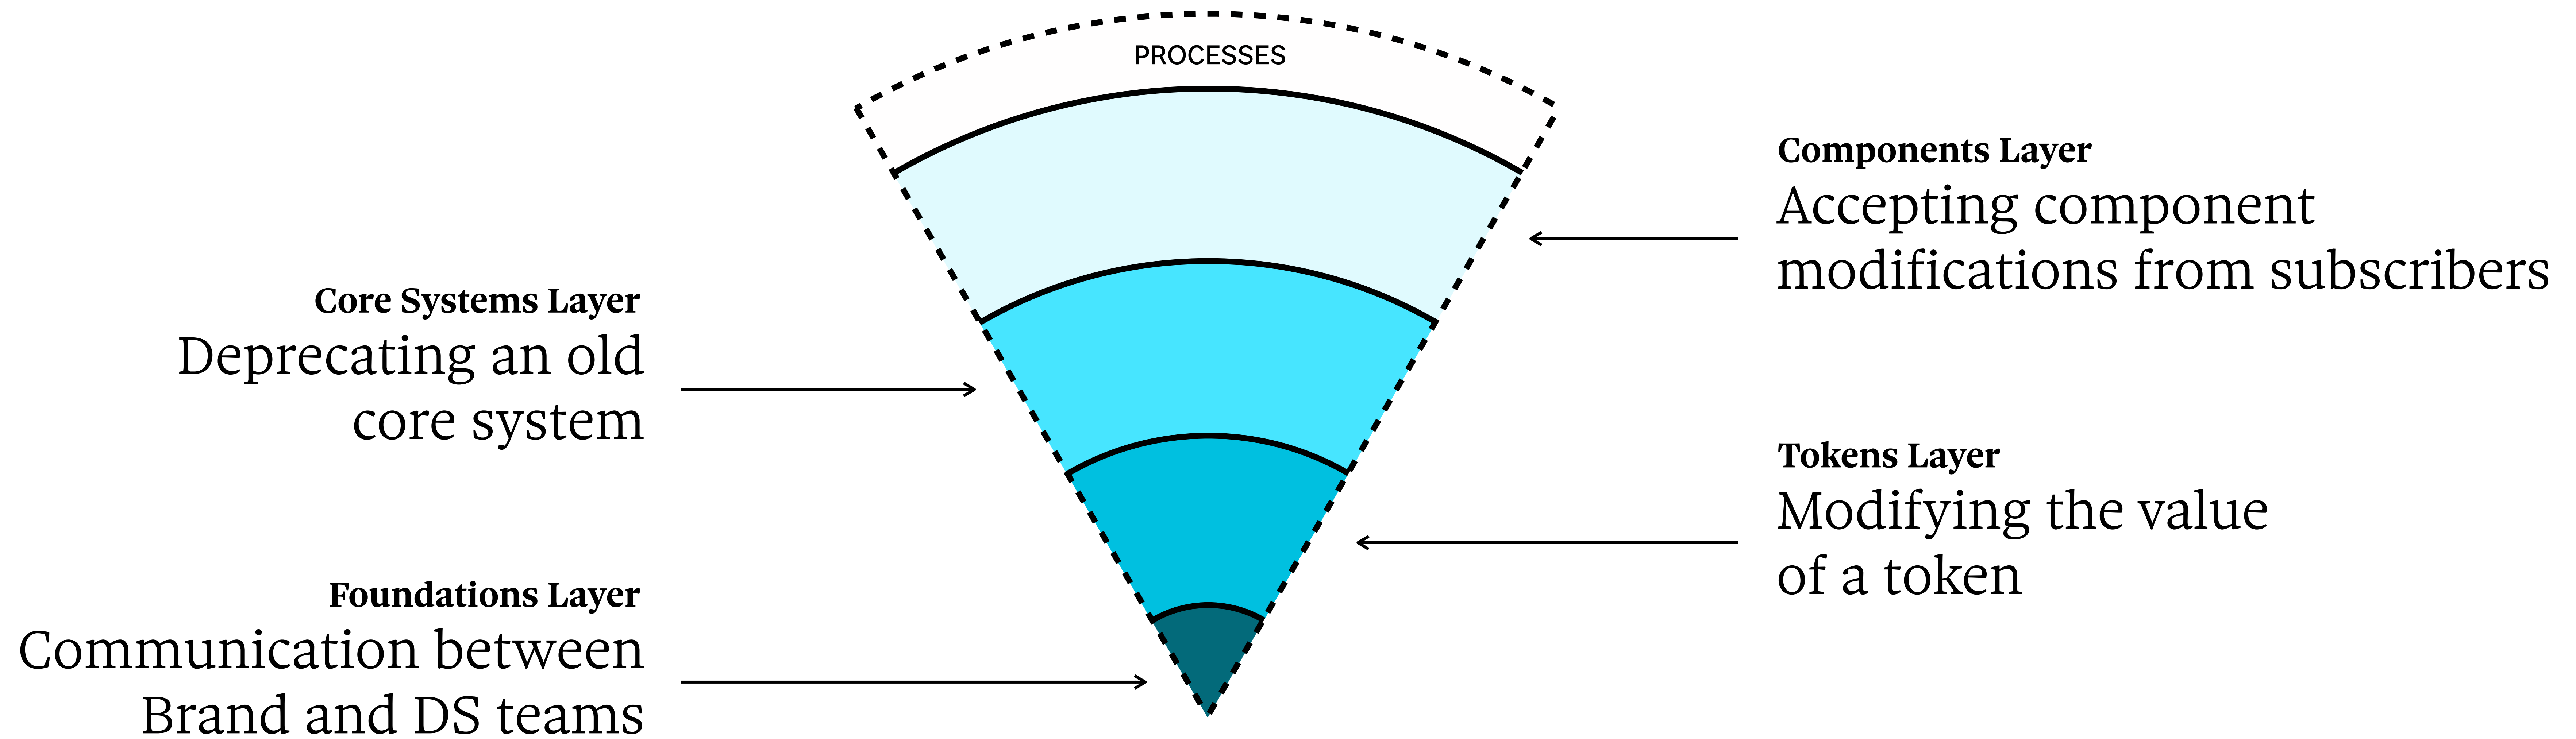 PROCESSES
Core Systems Layer
Deprecating an old
core system
Foundations Layer
Communication between
Brand and DS teams
Components Layer
Accepting component
modifications from subscribers
Tokens Layer
Modifying the value
of a token